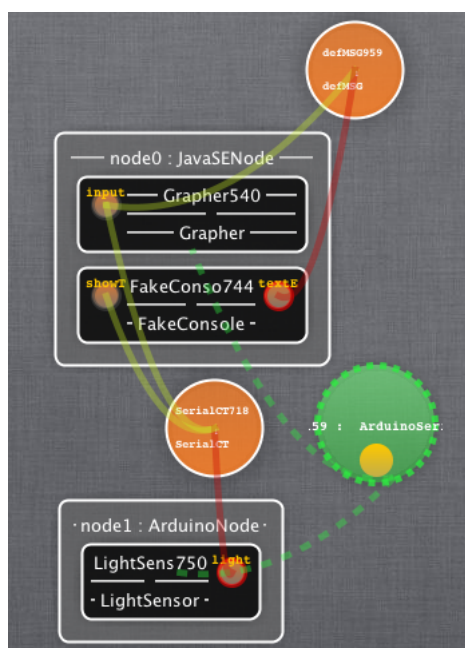 defMSG959
defMSG
node0 : JavaSENode
input
Grapher540
Grapher
showT
FakeConso744
textE
- FakeConsole -
SerialCT718
SerialCT
.59 : ArduinoSer.
· node1 : ArduinoNode ·
LightSens750
light
- LightSensor -